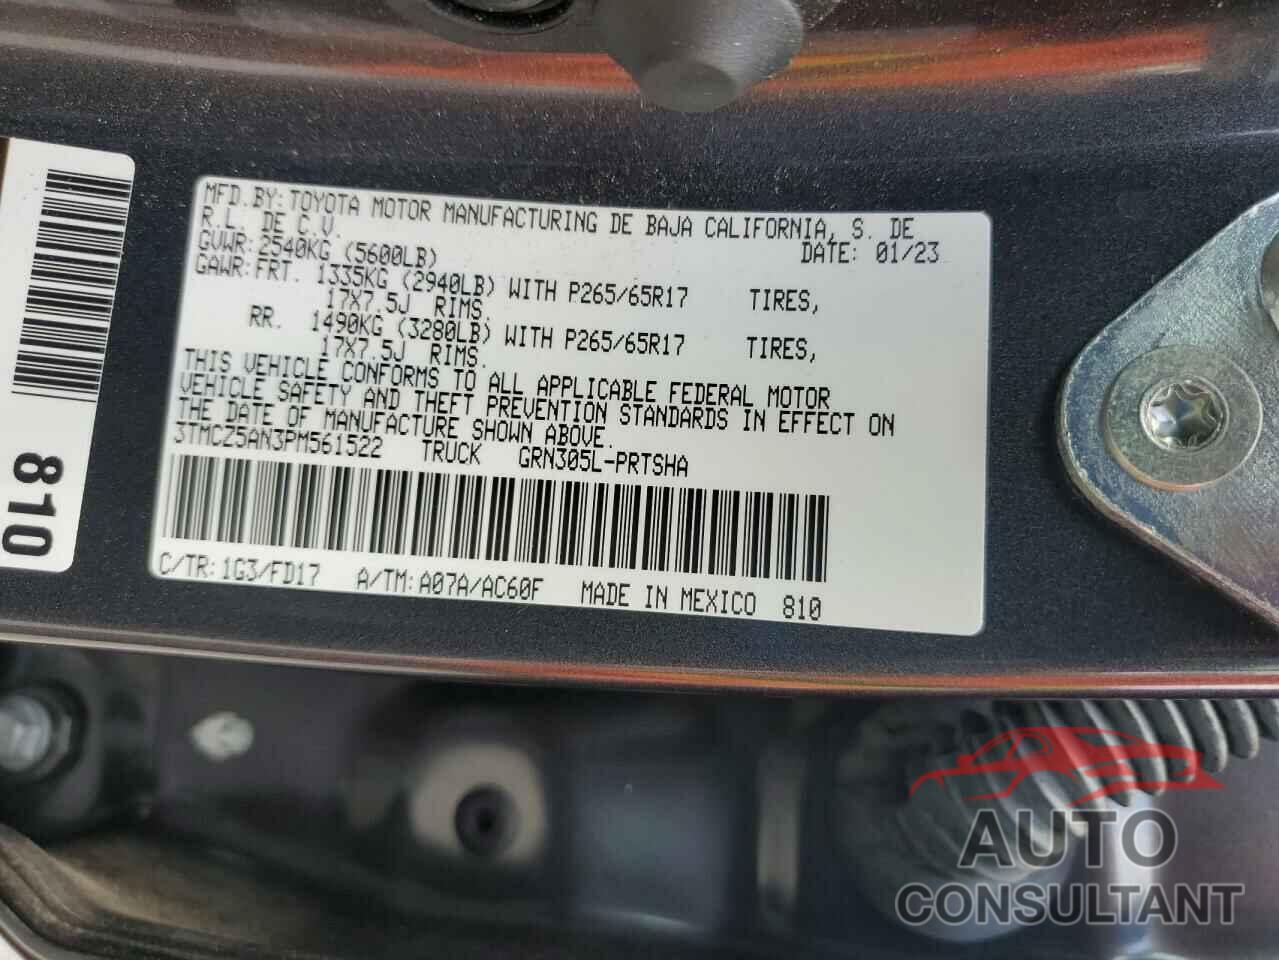 MFD.BY:TOYOTA MOTOR MANUFACTURING DE BAJA CALIFORNIA, S. DE
R.L. DE C.V. DATE: 01/23
GVWR:2540KG (5600LB)
GAWR:FRT. 1335KG (2940LB) WITH P265/65R17 TIRES,
17X7.5J RIMS.
RR. 1490KG (3280LB) WITH P265/65R17 TIRES,
17X7.5J RIMS.
THIS VEHICLE CONFORMS TO ALL APPLICABLE FEDERAL MOTOR
VEHICLE SAFETY AND THEFT PREVENTION STANDARDS IN EFFECT ON
THE DATE OF MANUFACTURE SHOWN ABOVE.
3TMCZ5AN3PM561522 TRUCK GRN305L-PRTSHA
C/TR:1G3/FD17 A/TM:A07A/AC60F MADE IN MEXICO 810
810
AUTO
CONSULTANT